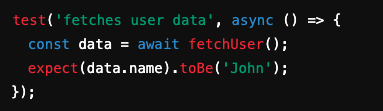 test('fetches user data', async () => {
  const data = await fetchUser();
  expect(data.name).toBe('John');
});